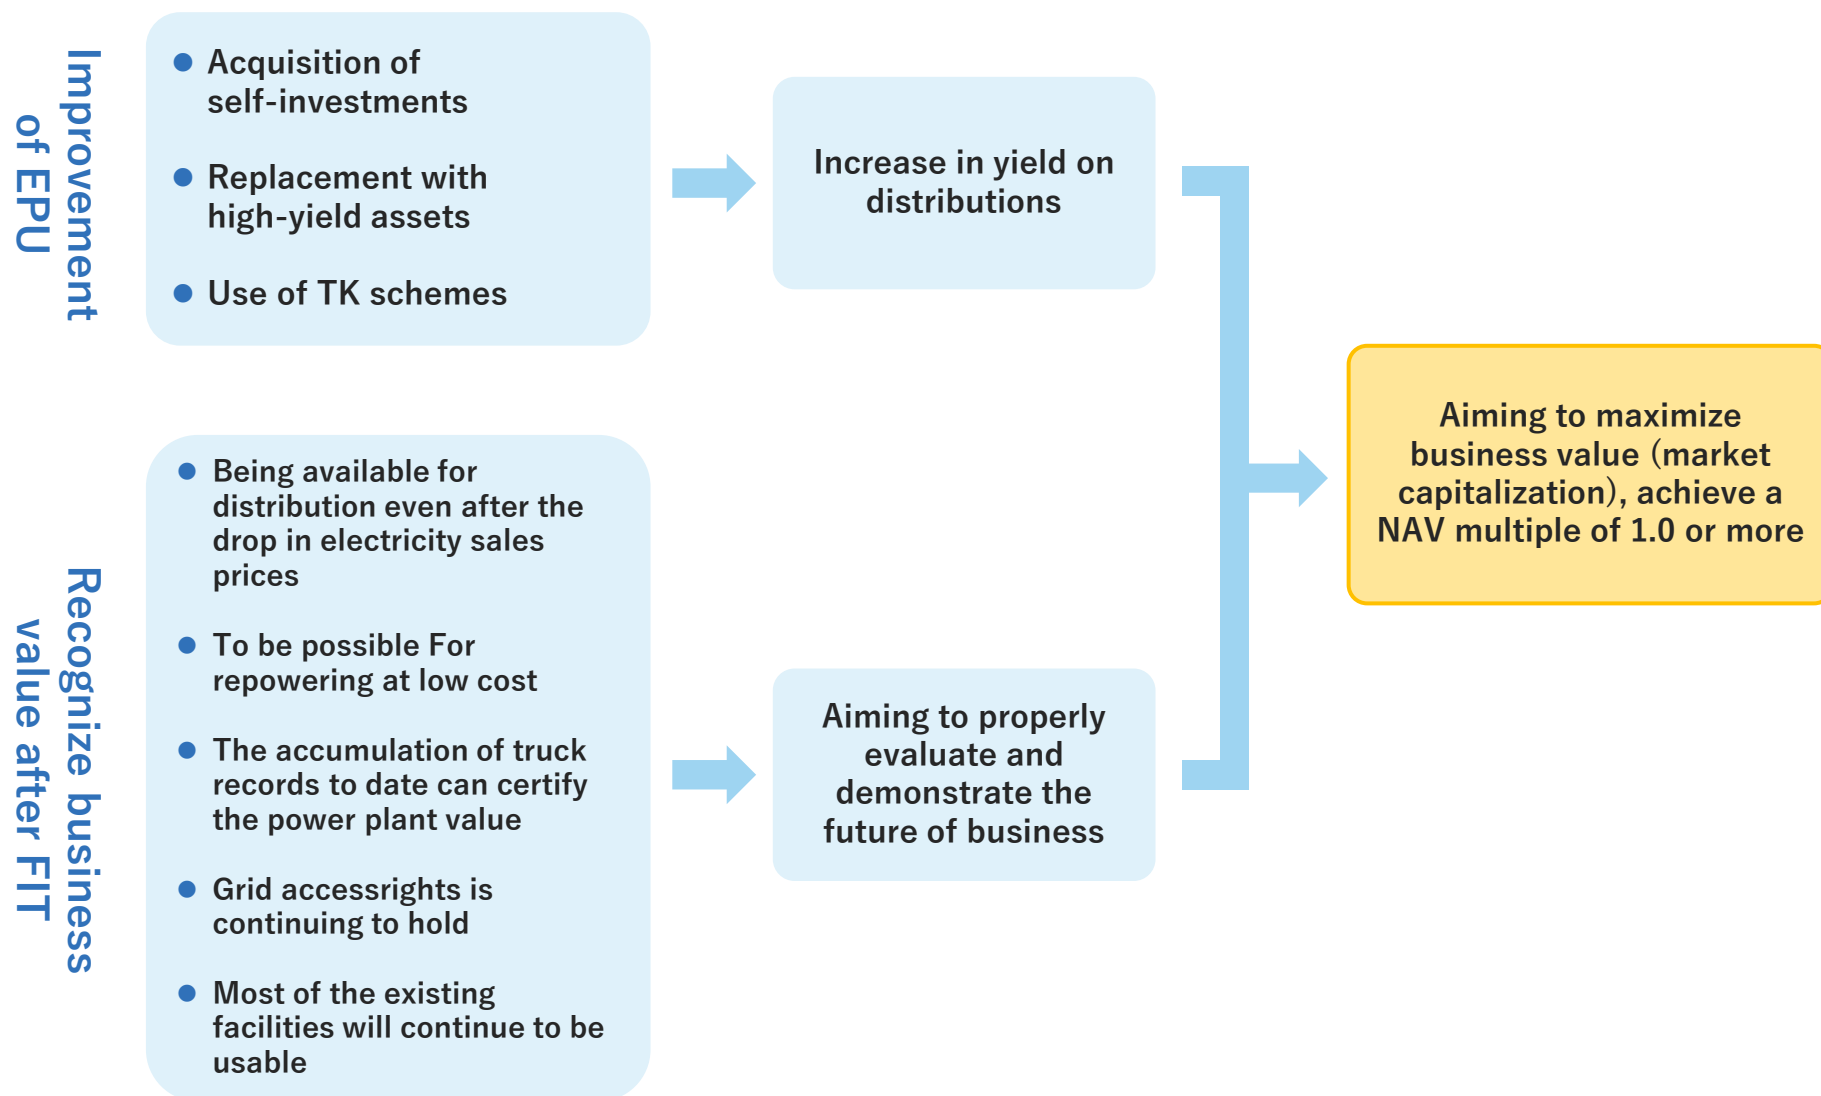 Improvement
of EPU
Acquisition of
self-investments
Replacement with
high-yield assets
Use of TK schemes
Increase in yield on
distributions
Recognize business
value after FIT
Being available for
distribution even after the
drop in electricity sales
prices
To be possible For
repowering at low cost
The accumulation of truck
records to date can certify
the power plant value
Grid accessrights is
continuing to hold
Most of the existing
facilities will continue to be
usable
Aiming to properly
evaluate and
demonstrate the
future of business
Aiming to maximize
business value (market
capitalization), achieve a
NAV multiple of 1.0 or more